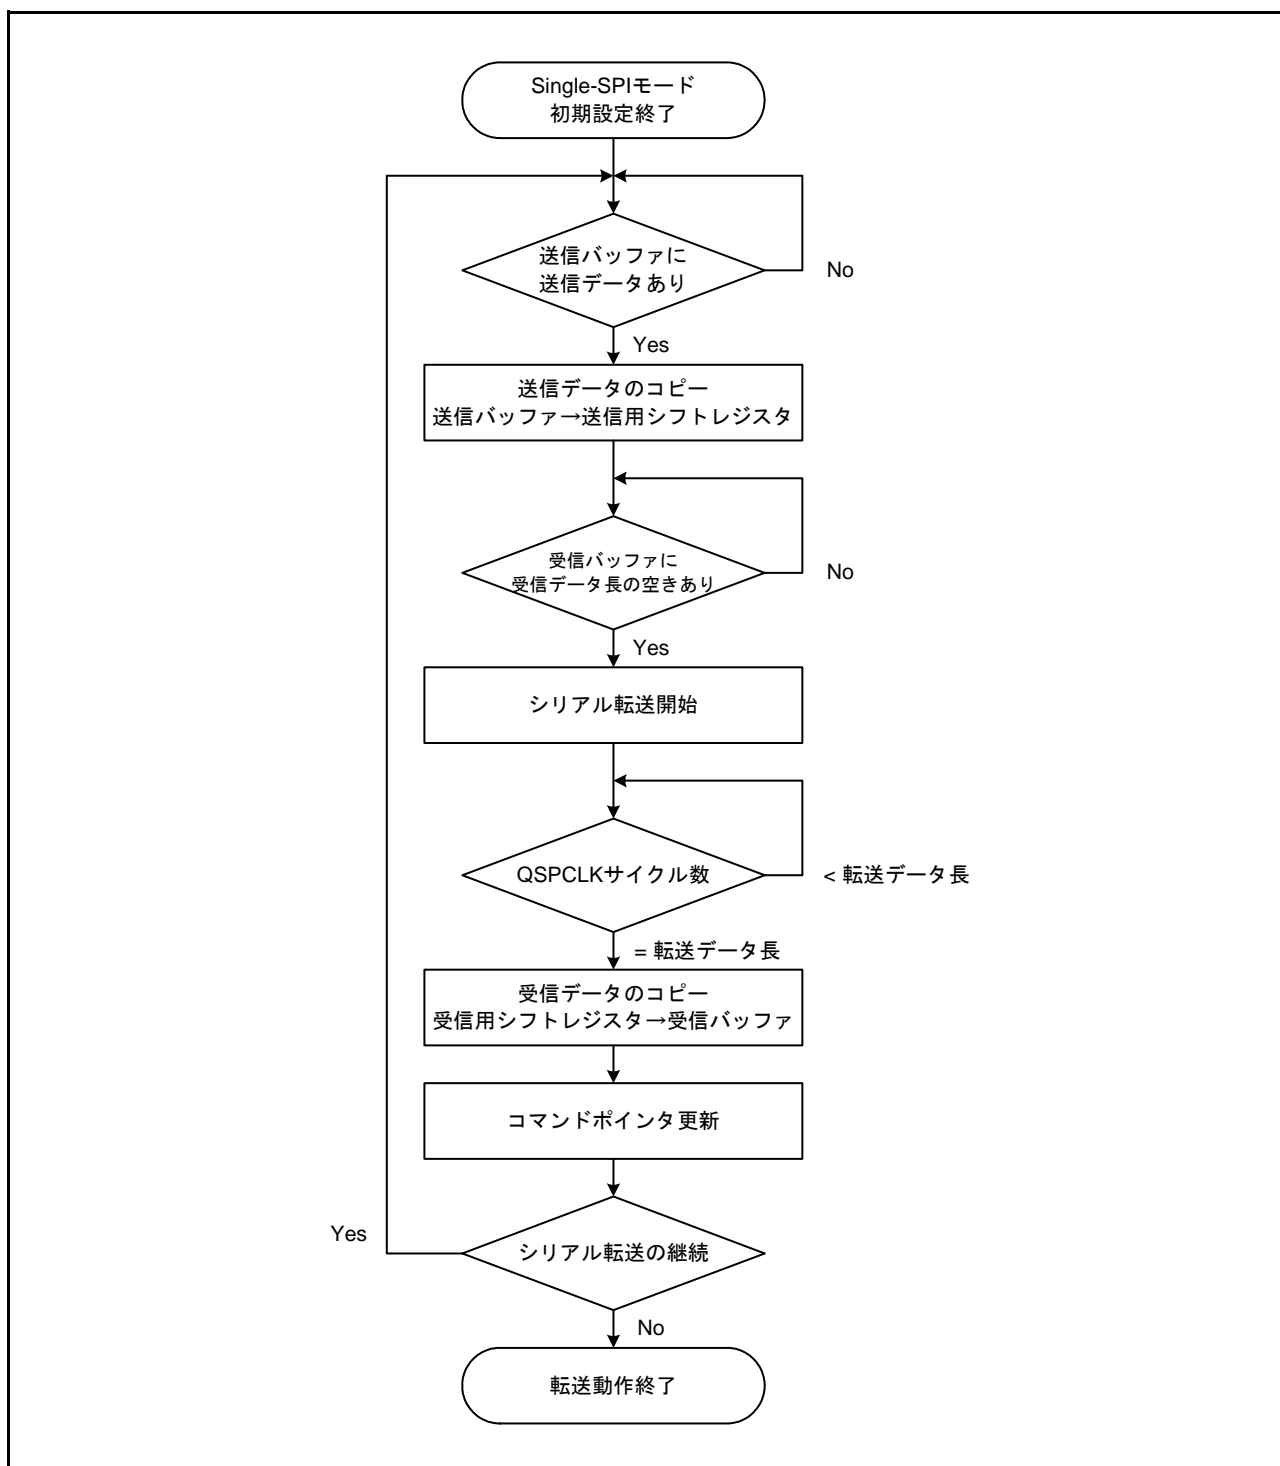 Single-SPIモード
初期設定終了
送信バッファに
送信データあり
No
Yes
送信データのコピー
送信バッファ→送信用シフトレジスタ
受信バッファに
受信データ長の空きあり
No
Yes
シリアル転送開始
QSPCLKサイクル数
< 転送データ長
= 転送データ長
受信データのコピー
受信用シフトレジスタ→受信バッファ
コマンドポインタ更新
Yes
シリアル転送の継続
No
転送動作終了